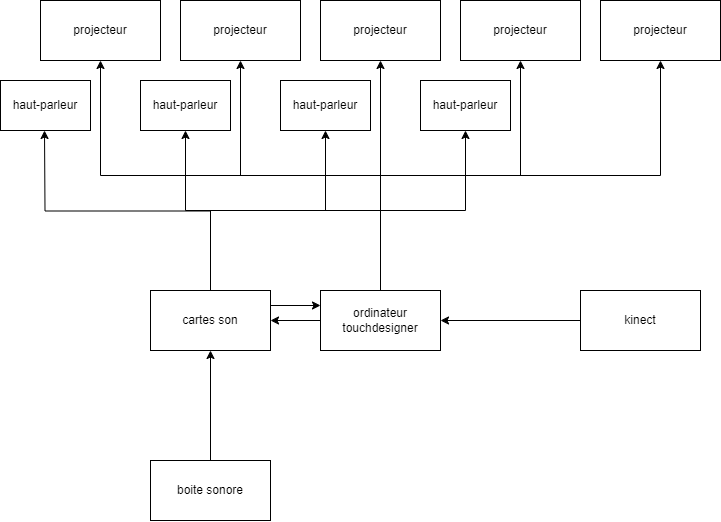 projecteur
projecteur
projecteur
projecteur
projecteur
haut-parleur
haut-parleur
haut-parleur
haut-parleur
cartes son
ordinateur
touchdesigner
kinect
boite sonore